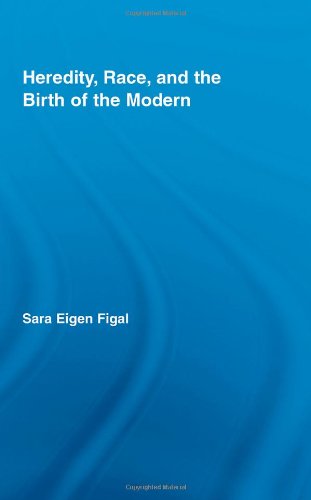 Heredity, Race, and the
Birth of the Modern
Sara Eigen Figal